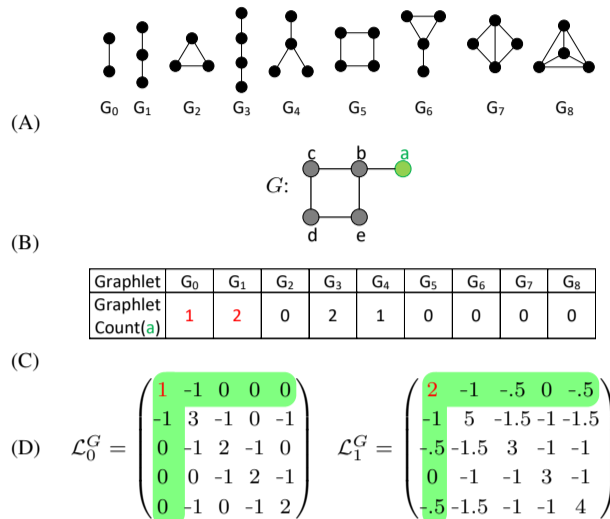 G₀ G₁ G₂ G₃ G₄ G₅ G₆ G₇ G₈
(A)
c b a
G:
d e
(B)
Graphlet G₀ G₁ G₂ G₃ G₄ G₅ G₆ G₇ G₈
Graphlet Count(a) 1 2 0 2 1 0 0 0 0
(C)
1 -1 0 0 0 2 -1 -.5 0 -.5
-1 3 -1 0 -1 -1 5 -1.5 -1 -1.5
(D) ℒ₀ᴳ = 0 -1 2 -1 0 ℒ₁ᴳ = -.5 -1.5 3 -1 -1
0 0 -1 2 -1 0 -1 -1 3 -1
0 -1 0 -1 2 -.5 -1.5 -1 -1 4